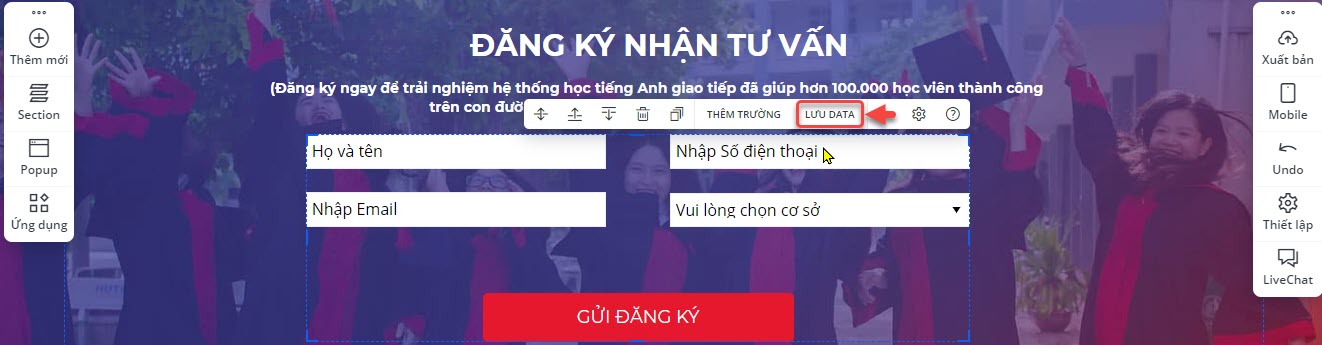 ĐĂNG KÝ NHẬN TƯ VẤN
(Đăng ký ngay để trải nghiệm hệ thống học tiếng Anh giao tiếp đã giúp hơn 100.000 học viên thành công
trên con đườ
THÊM TRƯỜNG LƯU DATA
Họ và tên
Nhập Số điện thoại
Nhập Email
Vui lòng chọn cơ sở
GỬI ĐĂNG KÝ
Thêm mới
Section
Popup
Ứng dụng
Xuất bản
Mobile
Undo
Thiết lập
LiveChat